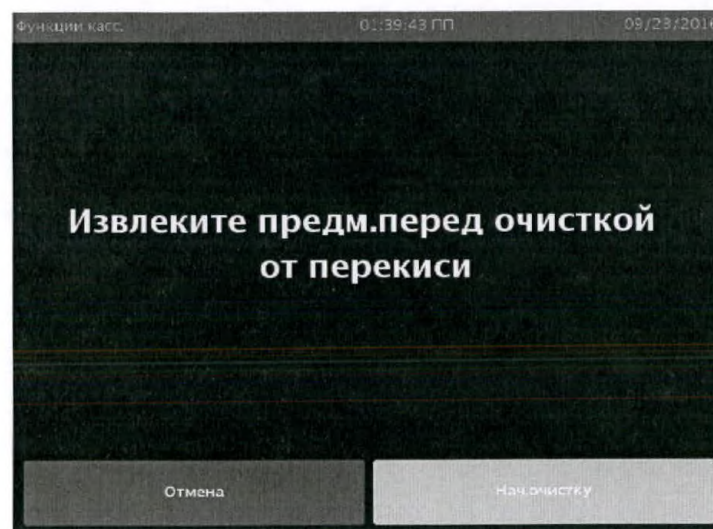 Функции касс. 01:39:43 ПП 09/23/2016
Извлеките предм.перед очисткой
от перекиси
Отмена Нач.очистку